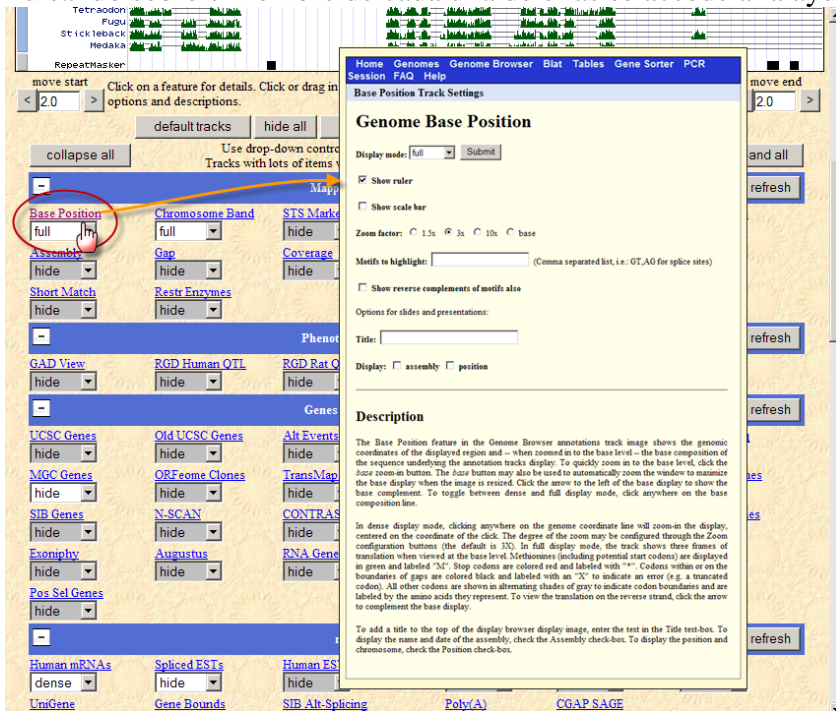 Tetraodon
Fugu
Stickleback
Medaka
RepeatMasker
move start
< 2.0 >
Click on a feature for details. Click or drag in
options and descriptions.
move end
2.0 >
default tracks hide all
collapse all
Use drop-down contro
Tracks with lots of items
and all
- Mapp refresh
Base Position Chromosome Band STS Marke
full full hide
Assembly Gap Coverage
hide hide hide
Short Match Restr Enzymes
hide hide
- Phenot refresh
GAD View RGD Human QTL RGD Rat Q
hide hide hide
- Genes refresh
UCSC Genes Old UCSC Genes Alt Events
hide hide hide
MGC Genes ORFeome Clones TransMap nes
hide hide hide
SIB Genes N-SCAN CONTRAS es
hide hide hide
Exoniphy Augustus RNA Gene
hide hide hide
Pos Sel Genes
hide
- refresh
Human mRNAs Spliced ESTs Human ES
dense hide hide
UniGene Gene Bounds SIB Alt-Splicing Poly(A) CGAP SAGE
Home Genomes Genome Browser Blat Tables Gene Sorter PCR
Session FAQ Help
Base Position Track Settings
Genome Base Position
Display mode: full Submit
Show ruler
Show scale bar
Zoom factor: 1.5x 3x 10x base
Motifs to highlight: (Comma separated list, i.e.: GT,AG for splice sites)
Show reverse complements of motifs also
Options for slides and presentations:
Title:
Display: assembly position
Description
The Base Position feature in the Genome Browser annotations track image shows the genomic
coordinates of the displayed region and -- when zoomed in to the base level -- the base composition of
the sequence underlying the annotation tracks display. To quickly zoom in to the base level, click the
base zoom-in button. The base button may also be used to automatically zoom the window to maximize
the base display when the image is resized. Click the arrow to the left of the base display to show the
base complement. To toggle between dense and full display mode, click anywhere on the base
composition line.
In dense display mode, clicking anywhere on the genome coordinate line will zoom-in the display,
centered on the coordinate of the click. The degree of the zoom may be configured through the Zoom
configuration buttons (the default is 3X). In full display mode, the track shows three frames of
translation when viewed at the base level. Methionines (including potential start codons) are displayed
in green and labeled "M". Stop codons are colored red and labeled with "*". Codons within or on the
boundaries of gaps are colored black and labeled with an "X" to indicate an error (e.g. a truncated
codon). All other codons are shown in alternating shades of gray to indicate codon boundaries and are
labeled by the amino acids they represent. To view the translation on the reverse strand, click the arrow
to complement the base display.
To add a title to the top of the display browser display image, enter the text in the Title text-box. To
display the name and date of the assembly, check the Assembly check-box. To display the position and
chromosome, check the Position check-box.